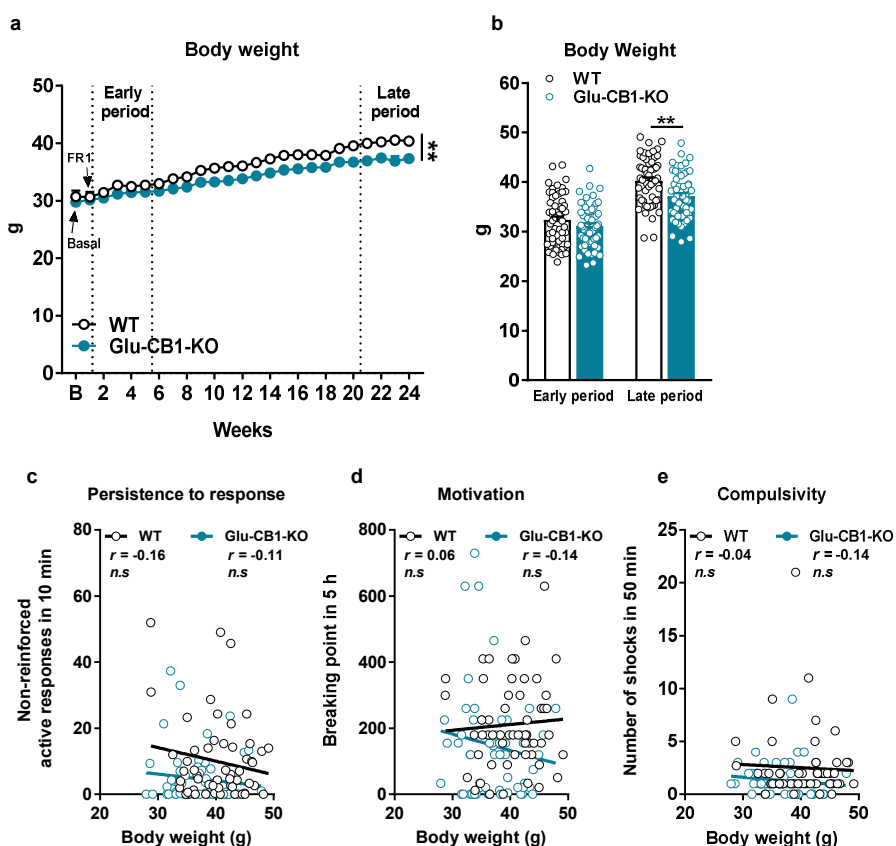 a
Body weight
50
40
30
20
10
0
g
Early
period
Late
period
FR1
Basal
**
WT
Glu-CB1-KO
B 2 4 6 8 10 12 14 16 18 20 22 24
Weeks
b
Body Weight
WT
Glu-CB1-KO
**
60
50
40
30
20
10
0
g
Early period Late period
c
Persistence to response
WT Glu-CB1-KO
r = -0.16 r = -0.11
n.s n.s
80
60
40
20
0
Non-reinforced
active responses in 10 min
20 30 40 50
Body weight (g)
d
Motivation
WT Glu-CB1-KO
r = 0.06 r = -0.14
n.s n.s
800
600
400
200
0
Breaking point in 5 h
20 30 40 50
Body weight (g)
e
Compulsivity
WT Glu-CB1-KO
r = -0.04 r = -0.14
n.s n.s
25
20
15
10
5
0
Number of shocks in 50 min
20 30 40 50
Body weight (g)